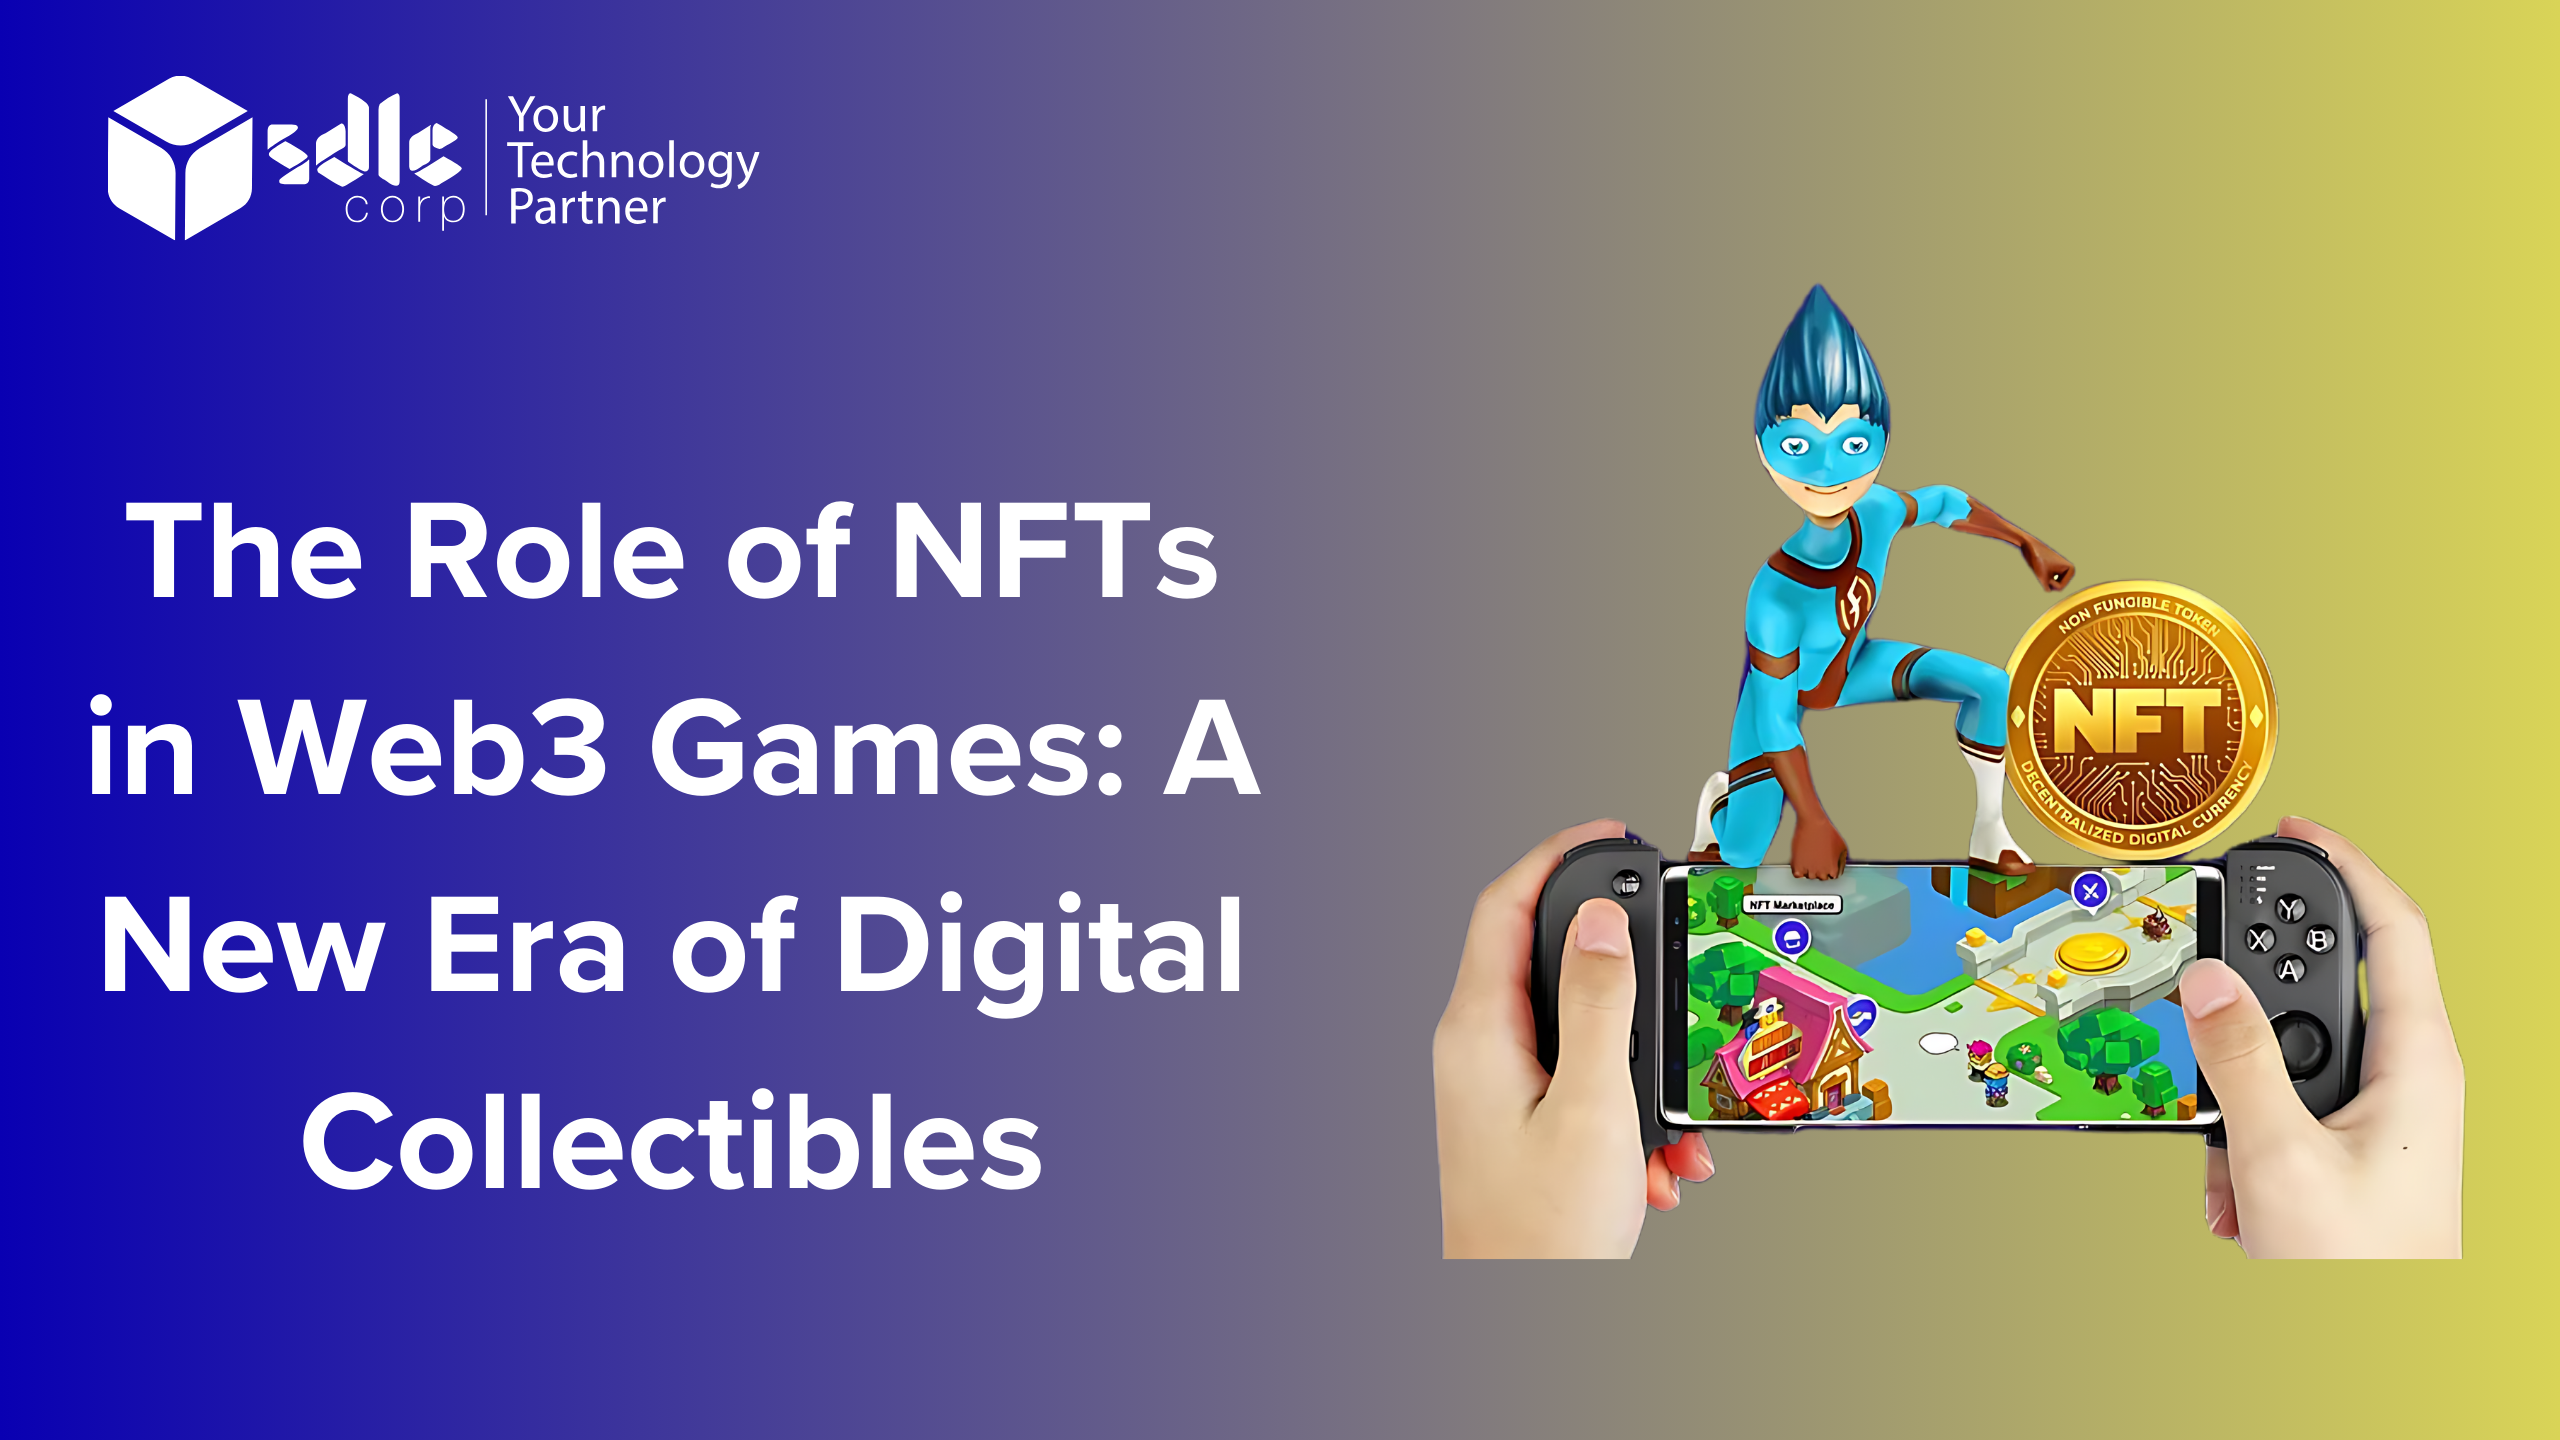 sdlc
corp
Your
Technology
Partner
The Role of NFTs
in Web3 Games: A
New Era of Digital
Collectibles
NON FUNGIBLE TOKEN
NFT
DECENTRALIZED DIGITAL CURRENCY
NFT Marketplace
Y
X B
A